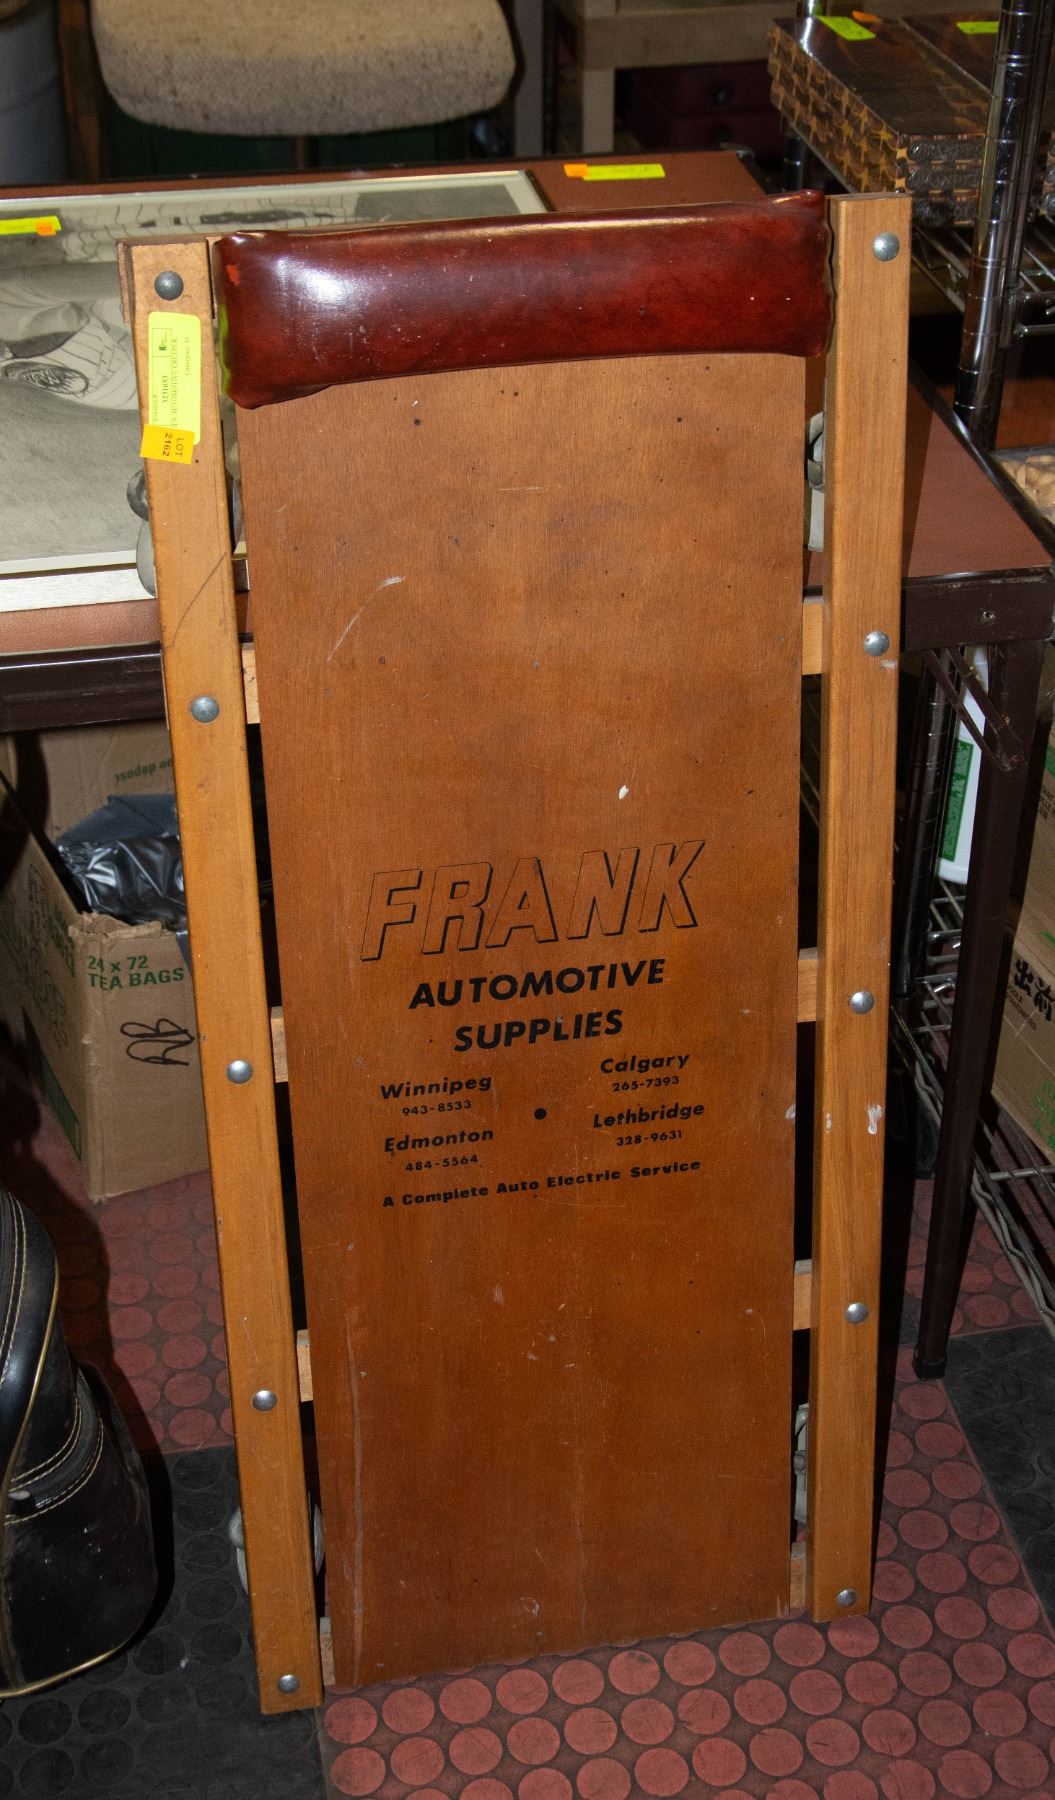 LOT
2162
FRANK
AUTOMOTIVE
SUPPLIES
Winnipeg
943-8533
Calgary
265-7393
Edmonton
484-5564
Lethbridge
328-9631
A Complete Auto Electric Service
24 x 72
TEA BAGS
dépôt